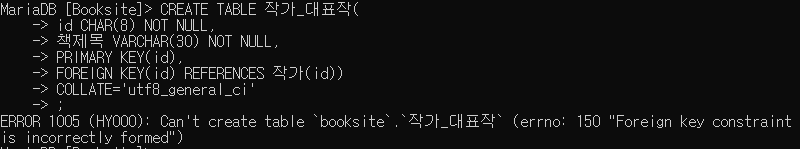 MariaDB [Booksite]> CREATE TABLE 작가_대표작(
-> id CHAR(8) NOT NULL,
-> 책제목 VARCHAR(30) NOT NULL,
-> PRIMARY KEY(id),
-> FOREIGN KEY(id) REFERENCES 작가(id))
-> COLLATE='utf8_general_ci'
-> ;
ERROR 1005 (HY000): Can't create table `booksite`.`작가_대표작` (errno: 150 "Foreign key constraint
is incorrectly formed")